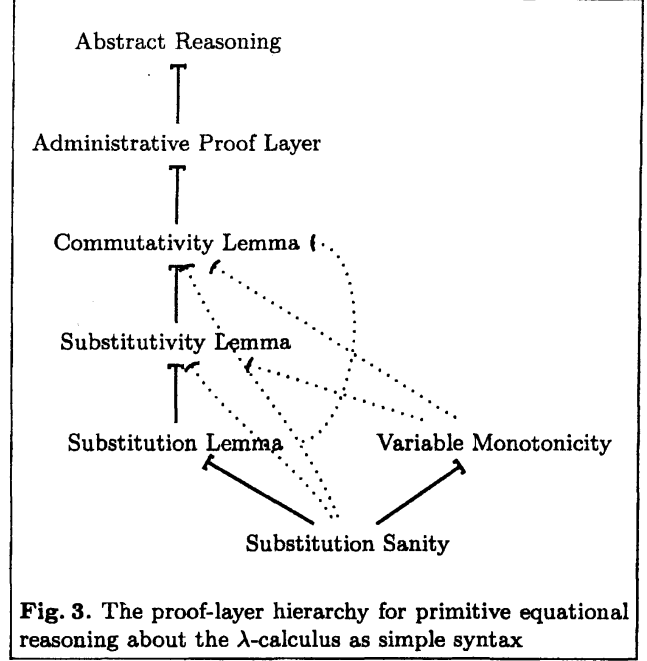 Abstract Reasoning
Administrative Proof Layer
Commutativity Lemma
Substitutivity Lemma
Substitution Lemma
Variable Monotonicity
Substitution Sanity
Fig. 3. The proof-layer hierarchy for primitive equational
reasoning about the λ-calculus as simple syntax